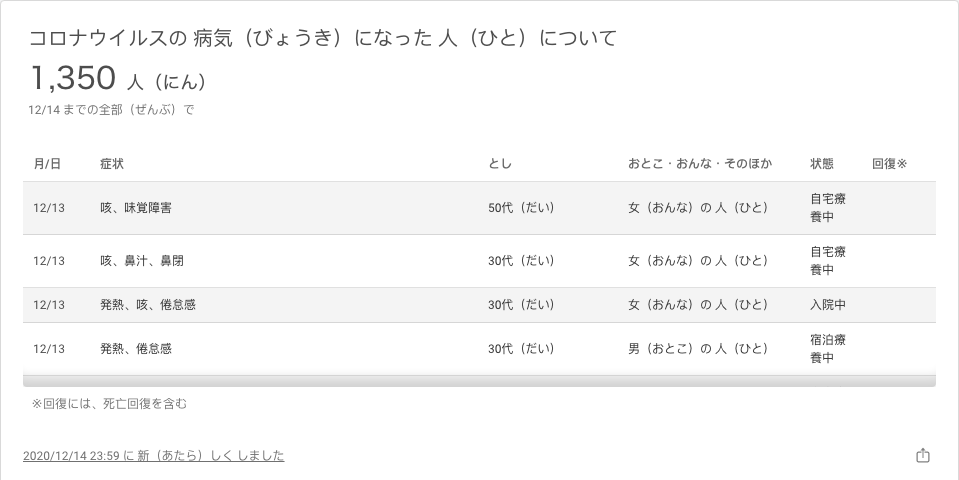 コロナウイルスの 病気（びょうき）になった 人（ひと）について
1,350 人（にん）
12/14 までの全部（ぜんぶ）で
月/日 症状 とし おとこ・おんな・そのほか 状態 回復※
12/13 咳、味覚障害 50代（だい） 女（おんな）の 人（ひと） 自宅療
養中
12/13 咳、鼻汁、鼻閉 30代（だい） 女（おんな）の 人（ひと） 自宅療
養中
12/13 発熱、咳、倦怠感 30代（だい） 女（おんな）の 人（ひと） 入院中
12/13 発熱、倦怠感 30代（だい） 男（おとこ）の 人（ひと） 宿泊療
養中
※回復には、死亡回復を含む
2020/12/14 23:59 に 新（あたら）しく しました